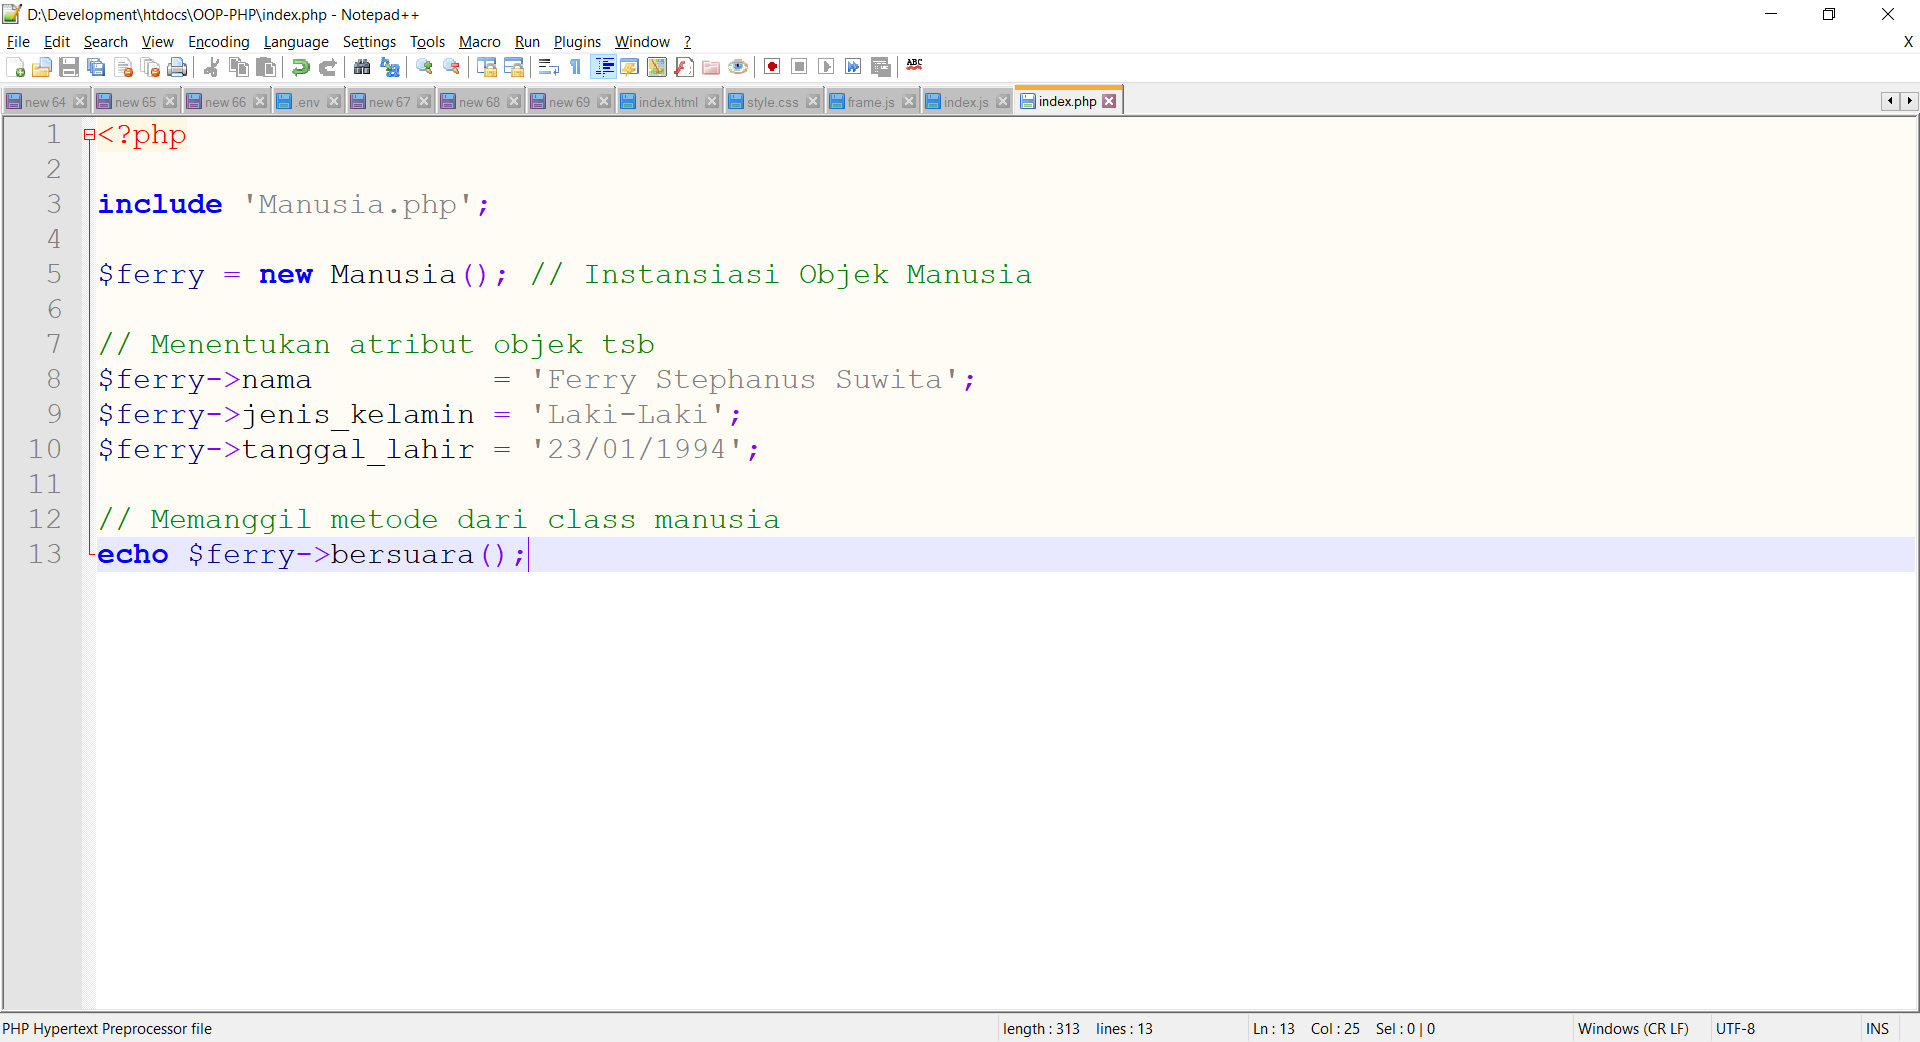 D:\Development\htdocs\OOP-PHP\index.php - Notepad++
File Edit Search View Encoding Language Settings Tools Macro Run Plugins Window ? X
ABC
new 64 new 65 new 66 .env new 67 new 68 new 69 index.html style.css frame.js index.js index.php
1 <?php
2
3 include 'Manusia.php';
4
5 $ferry = new Manusia(); // Instansiasi Objek Manusia
6
7 // Menentukan atribut objek tsb
8 $ferry->nama          = 'Ferry Stephanus Suwita';
9 $ferry->jenis_kelamin = 'Laki-Laki';
10 $ferry->tanggal_lahir = '23/01/1994';
11
12 // Memanggil metode dari class manusia
13 echo $ferry->bersuara();
PHP Hypertext Preprocessor file length : 313 lines : 13 Ln : 13 Col : 25 Sel : 0 | 0 Windows (CR LF) UTF-8 INS